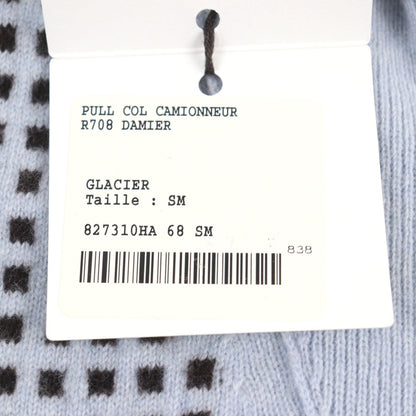 PULL COL CAMIONNEUR
R708 DAMIER
GLACIER
Taille : SM
827310HA 68 SM
838